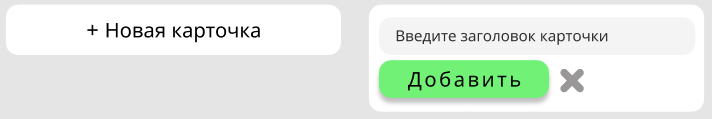 + Новая карточка
Введите заголовок карточки
Добавить